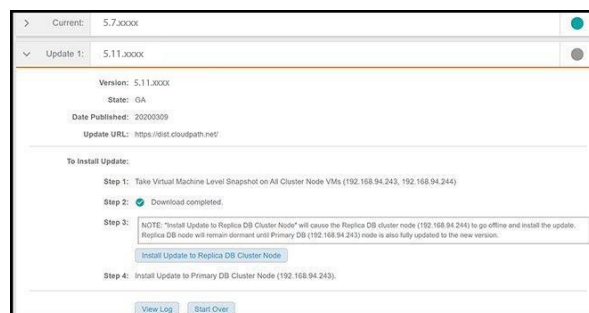 Current: 5.7.xxxx
Update 1: 5.11.xxxx
Version: 5.11.xxxx
State: GA
Date Published: 20200309
Update URL: https://dist.cloudpath.net/
To Install Update:
Step 1: Take Virtual Machine Level Snapshot on All Cluster Node VMs (192.168.94.243, 192.168.94.244)
Step 2: Download completed.
Step 3: NOTE: "Install Update to Replica DB Cluster Node" will cause the Replica DB cluster node (192.168.94.244) to go offline and install the update.
Replica DB node will remain dormant until Primary DB (192.168.94.243) node is also fully updated to the new version.
Install Update to Replica DB Cluster Node
Step 4: Install Update to Primary DB Cluster Node (192.168.94.243).
View Log Start Over